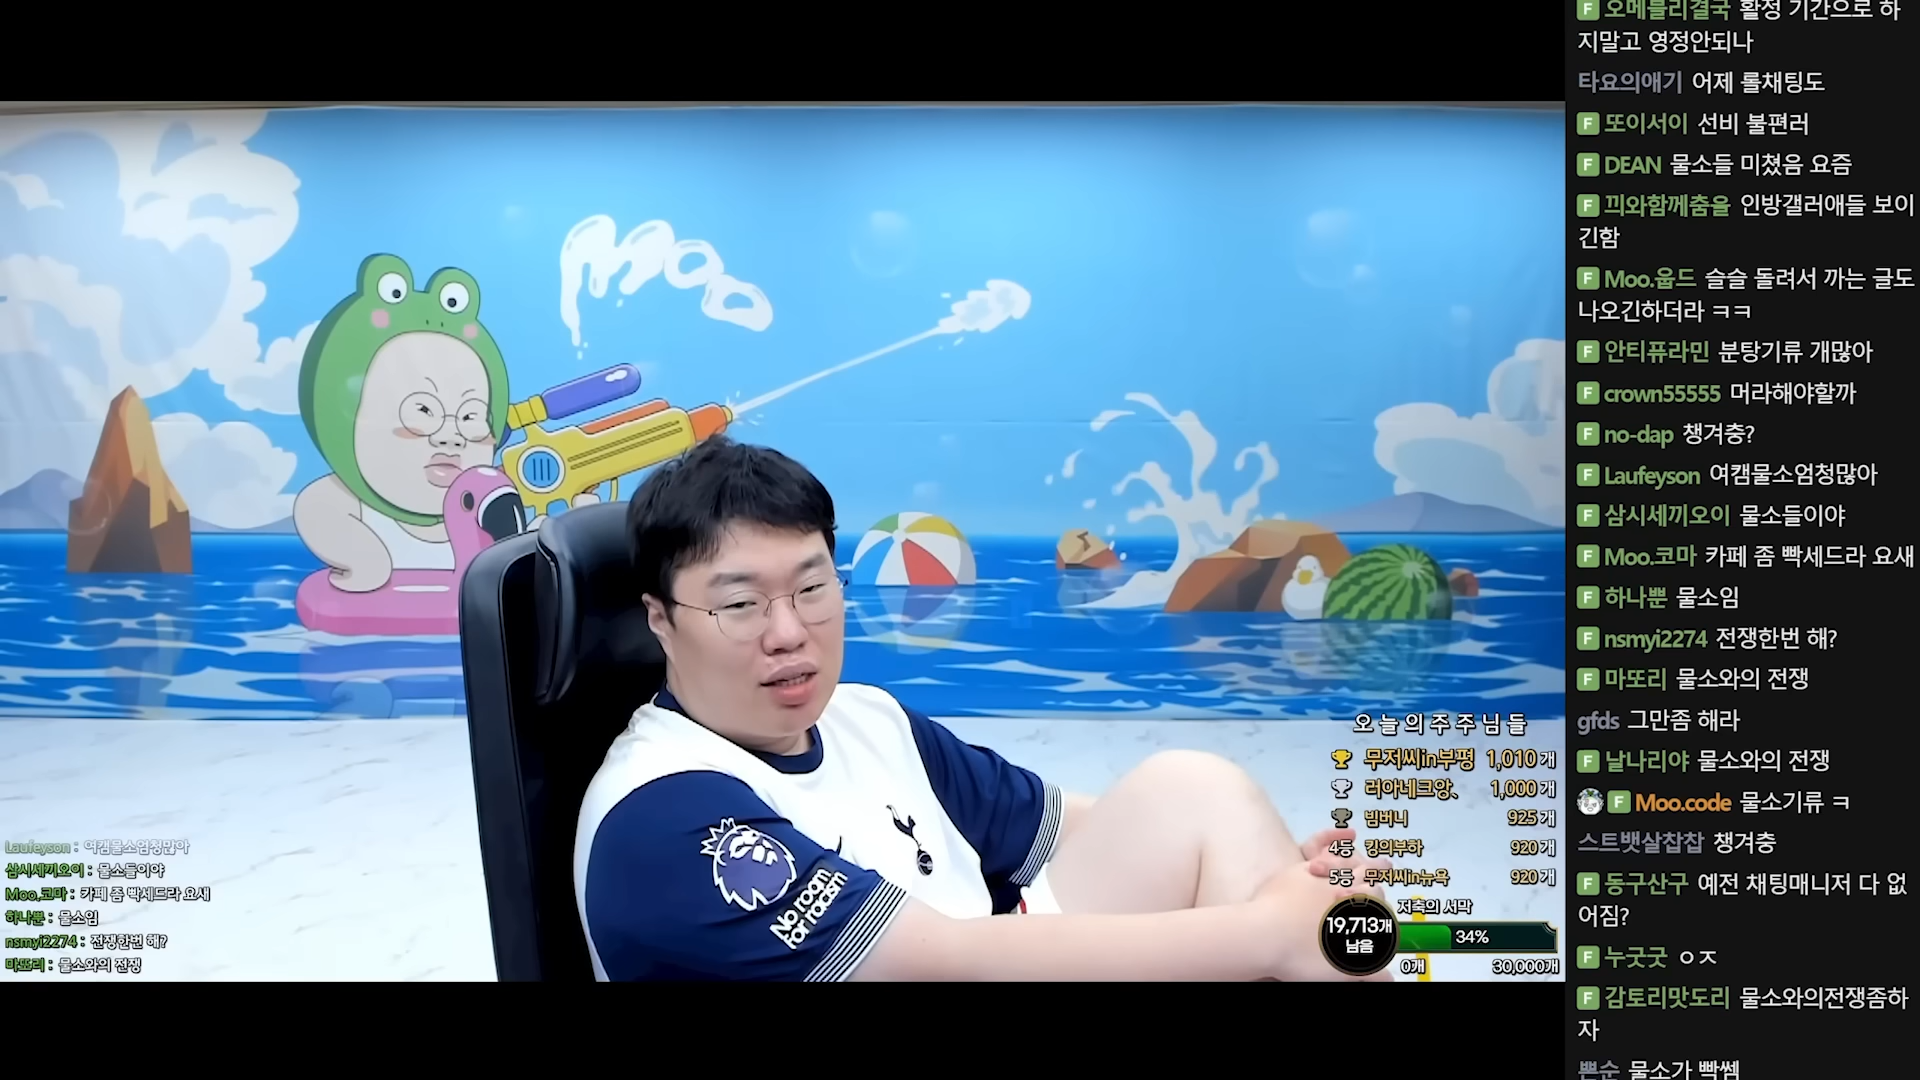 Moo
No room
for racism
오늘의주주님들
무저씨in부평 1,010개
러아네크앙、 1,000개
빔버니 925개
4등 킹의부하 920개
5등 무저씨in뉴욕 920개
저축의 서막
19,713개
남음
34%
0개 30,000개
Laufeyson : 여캠물소엄청많아
삼시세끼오이 : 물소들이야
Moo.코마 : 카페 좀 빡세드라 요새
하나뿐 : 물소임
nsmyi2274 : 전쟁한번 해?
마또리 : 물소와의 전쟁
F 오메믈리결국 활정 기간으로 하
지말고 영정안되나
타요의애기 어제 롤채팅도
F 또이서이 선비 불편러
F DEAN 물소들 미쳤음 요즘
F 끠와함께춤을 인방갤러애들 보이
긴함
F Moo.윱드 슬슬 돌려서 까는 글도
나오긴하더라 ㅋㅋ
F 안티퓨라민 분탕기류 개많아
F crown55555 머라해야할까
F no-dap 챙겨충?
F Laufeyson 여캠물소엄청많아
F 삼시세끼오이 물소들이야
F Moo.코마 카페 좀 빡세드라 요새
F 하나뿐 물소임
F nsmyi2274 전쟁한번 해?
F 마또리 물소와의 전쟁
gfds 그만좀 해라
F 날나리야 물소와의 전쟁
F Moo.code 물소기류 ㅋ
스트뱃살찹찹 챙겨충
F 동구산구 예전 채팅매니저 다 없
어짐?
F 누굿굿 ㅇㅈ
F 감토리맛도리 물소와의전쟁좀하
자
쁜순 물소가 빡쎔